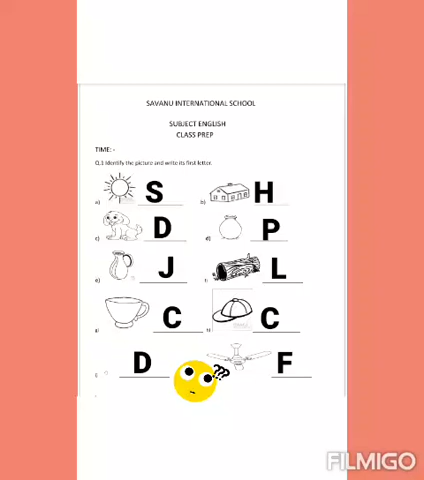 SAVANU INTERNATIONAL SCHOOL
SUBJECT ENGLISH
CLASS PREP
TIME: -
Q.1 Identify the picture and write its first letter.
a) S b) H
c) D d) P
e) J f) L
g) C h) C
i) D F
FILMIGO